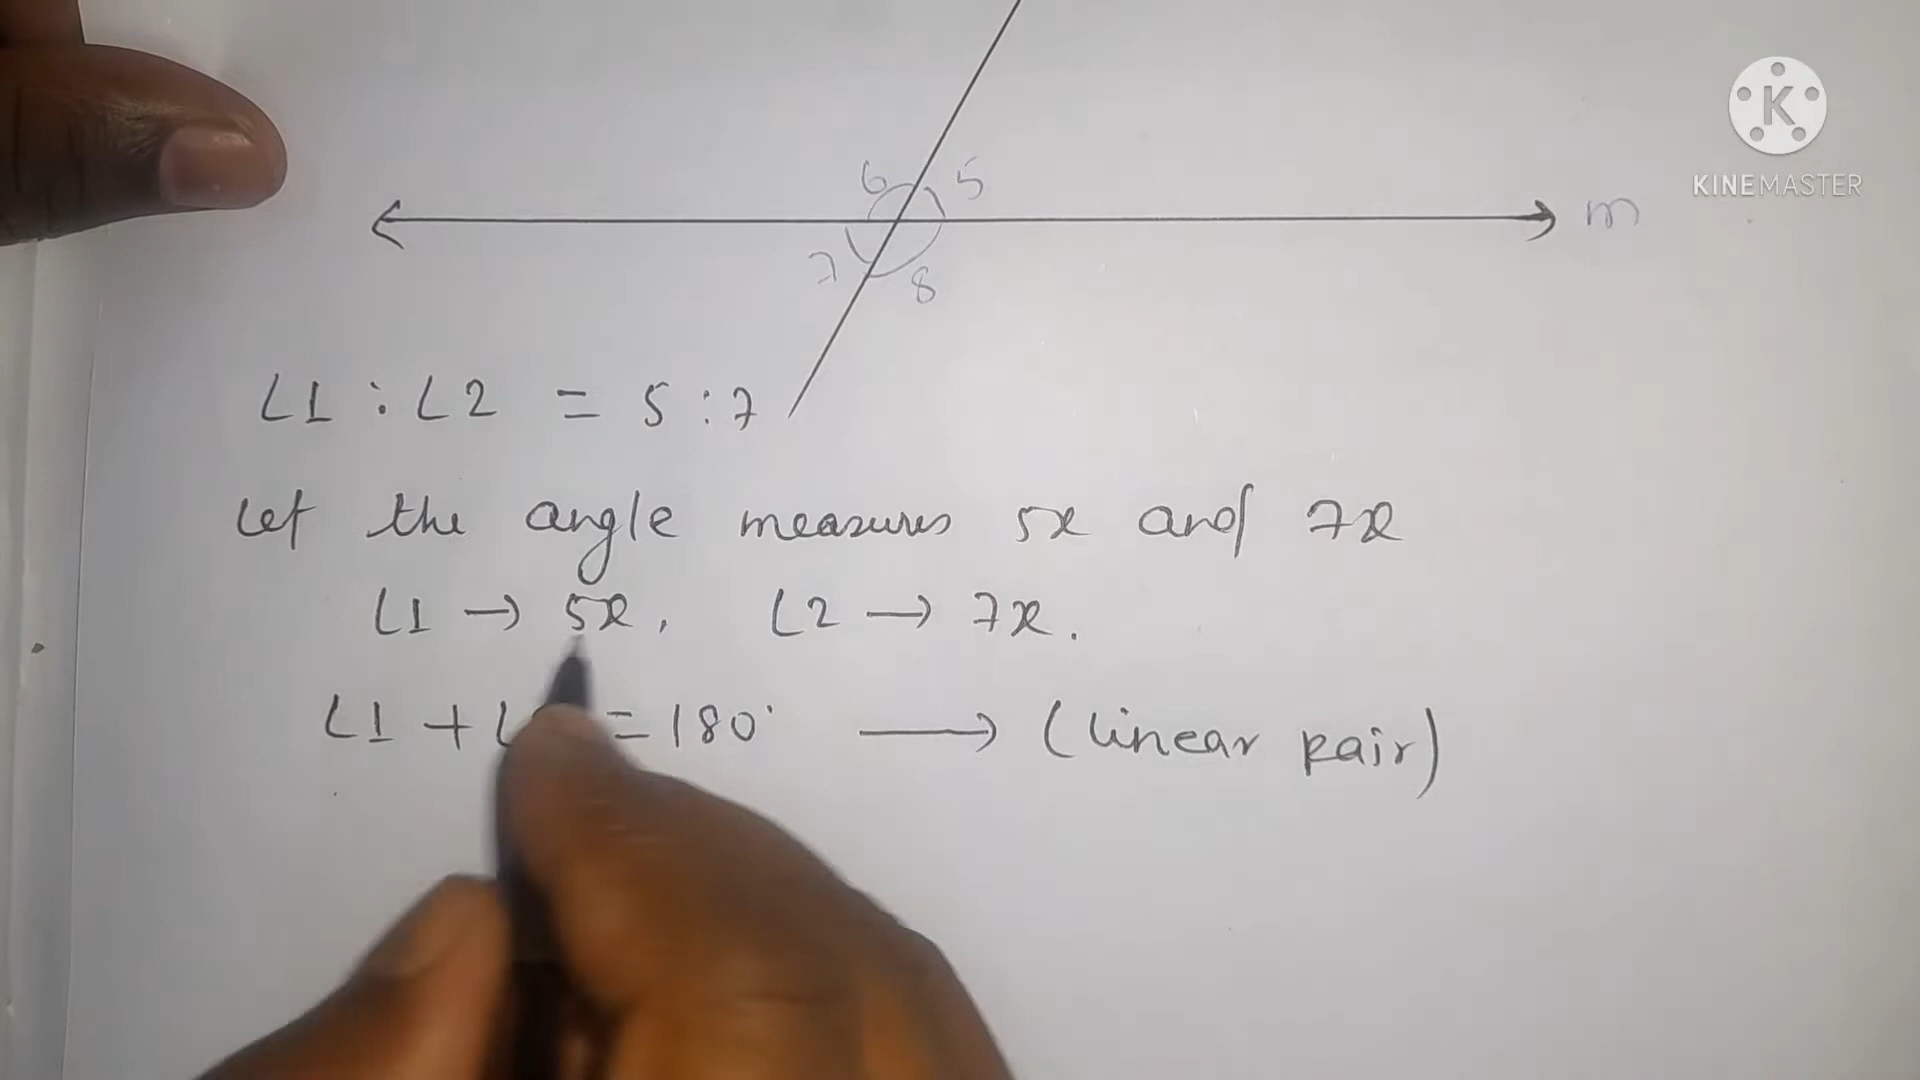 K
KINEMASTER
6 5
m
7 8
∠1 : ∠2 = 5 : 7
Let the angle measures 5x and 7x
∠1 → 5x, ∠2 → 7x.
∠1 + ∠ = 180° → (linear pair)